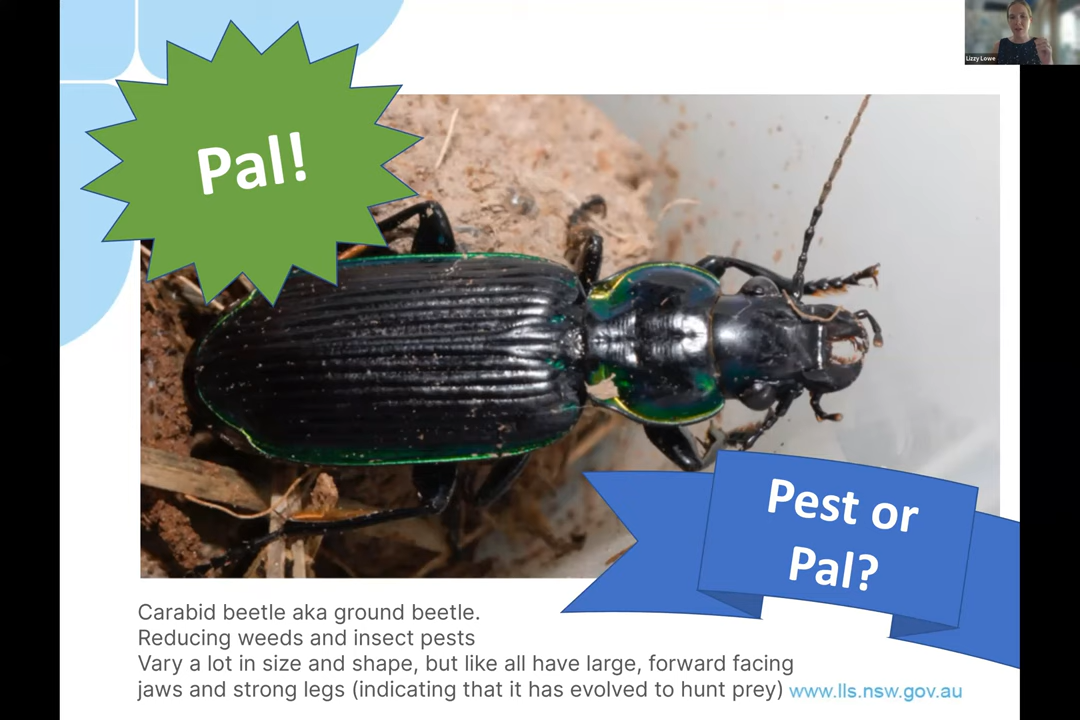 Lizzy Lowe
Pal!
Pest or
Pal?
Carabid beetle aka ground beetle.
Reducing weeds and insect pests
Vary a lot in size and shape, but like all have large, forward facing
jaws and strong legs (indicating that it has evolved to hunt prey)
www.lls.nsw.gov.au